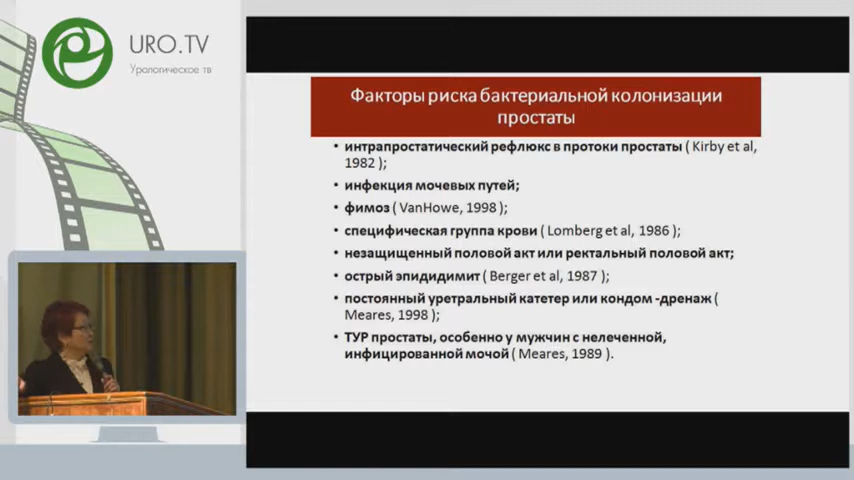 URO.TV
Урологическое тв
Факторы риска бактериальной колонизации
простаты
• интрапростатический рефлюкс в протоки простаты ( Kirby et al,
1982 );
• инфекция мочевых путей;
• фимоз ( VanHowe, 1998 );
• специфическая группа крови ( Lomberg et al, 1986 );
• незащищенный половой акт или ректальный половой акт;
• острый эпидидимит ( Berger et al, 1987 );
• постоянный уретральный катетер или кондом -дренаж (
Meares, 1998 );
• ТУР простаты, особенно у мужчин с нелеченной,
инфицированной мочой ( Meares, 1989 ).